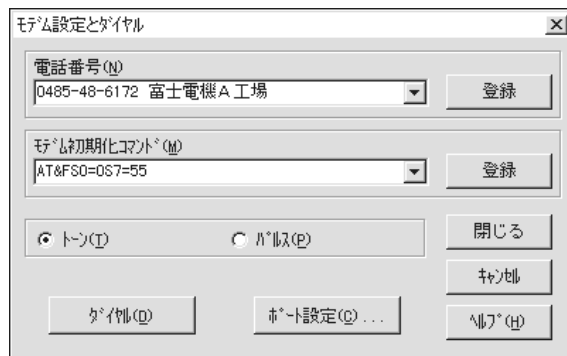 ﾓﾃﾞﾑ設定とﾀﾞｲﾔﾙ
電話番号(N)
0485-48-6172 富士電機Ａ工場
登録
ﾓﾃﾞﾑ初期化ｺﾏﾝﾄﾞ(M)
AT&FS0=0S7=55
登録
ﾄｰﾝ(T)
ﾊﾟﾙｽ(P)
閉じる
ｷｬﾝｾﾙ
ﾀﾞｲﾔﾙ(D)
ﾎﾟｰﾄ設定(C)...
ﾍﾙﾌﾟ(H)